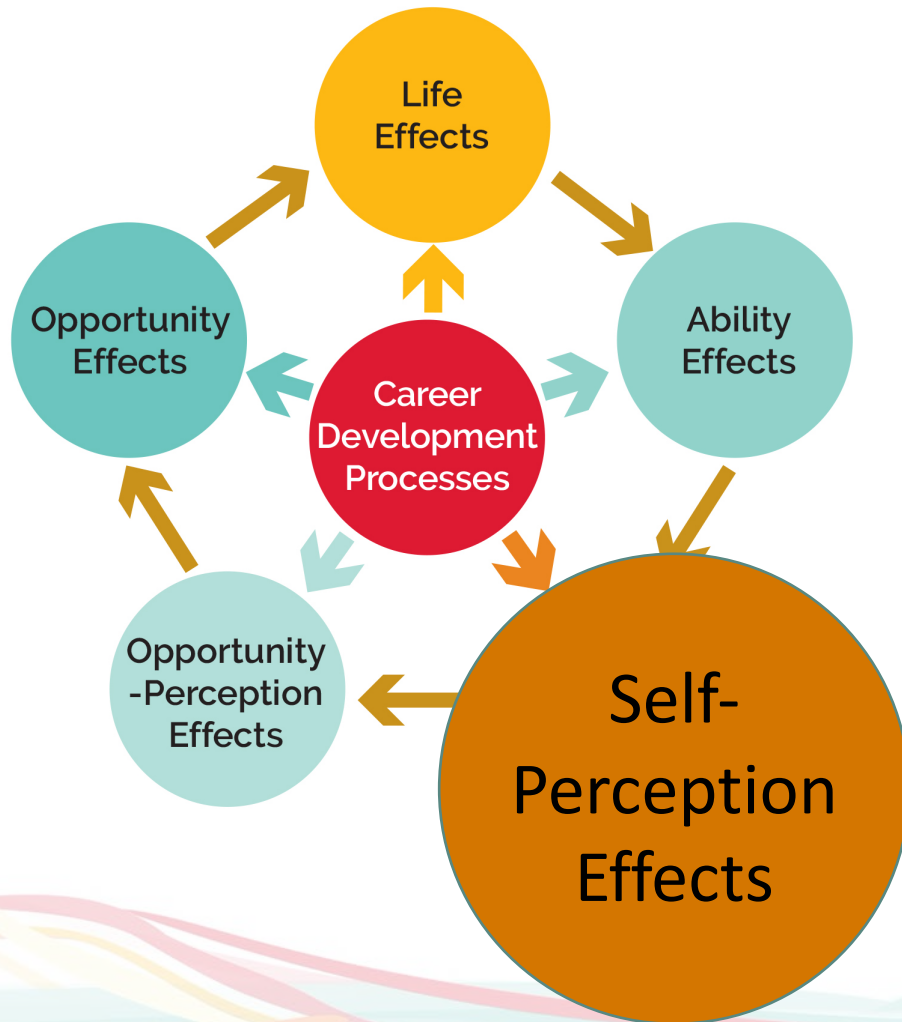 Life
Effects
Opportunity
Effects
Ability
Effects
Career
Development
Processes
Opportunity
-Perception
Effects
Self-
Perception
Effects